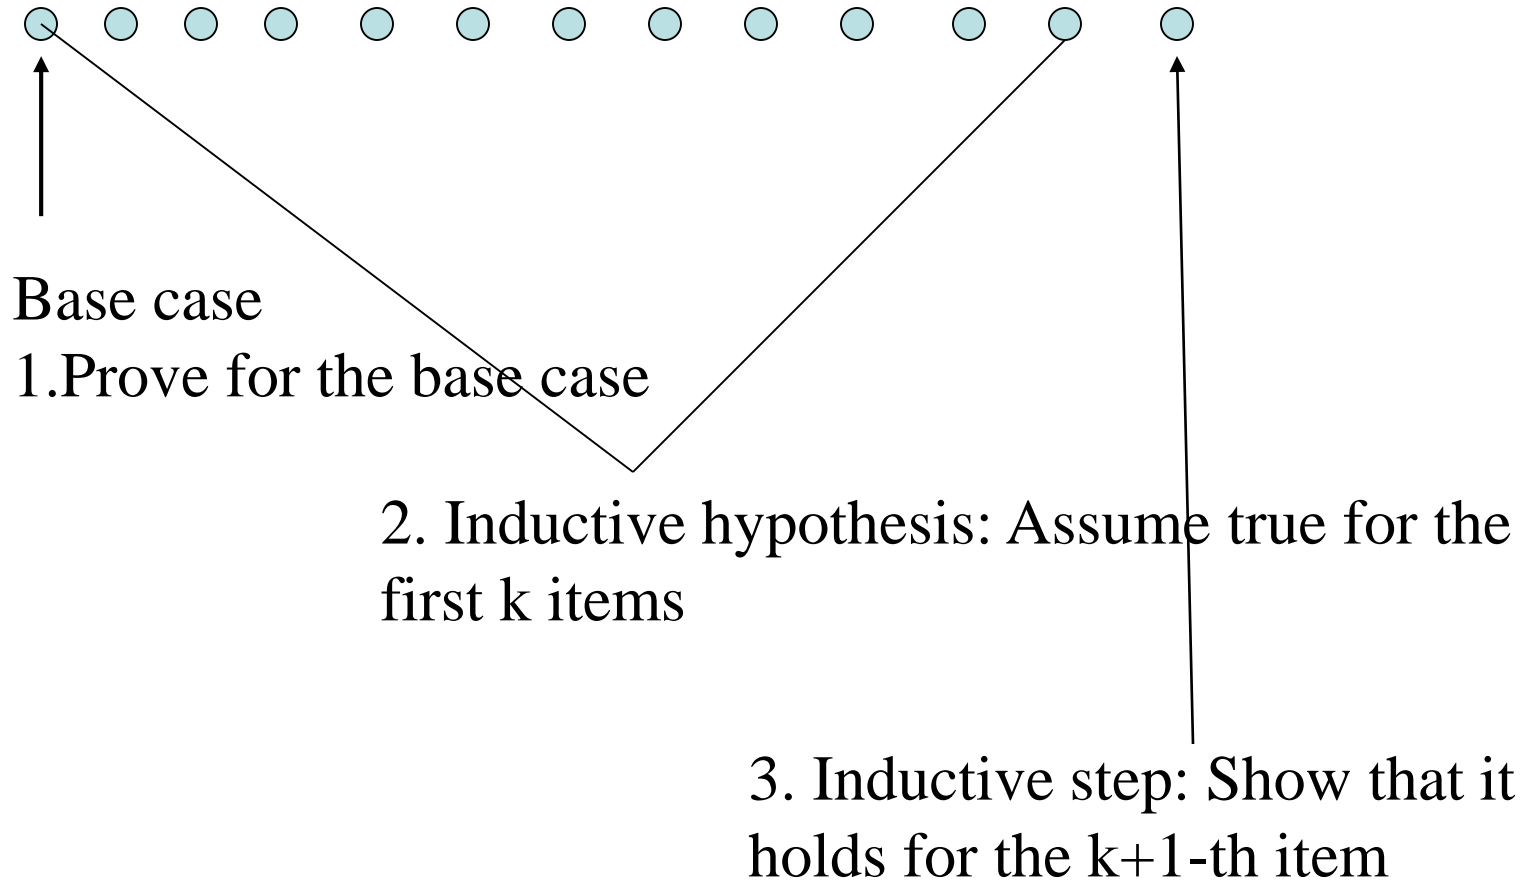 Base case
1.Prove for the base case
2. Inductive hypothesis: Assume true for the
first k items
3. Inductive step: Show that it
holds for the k+1-th item